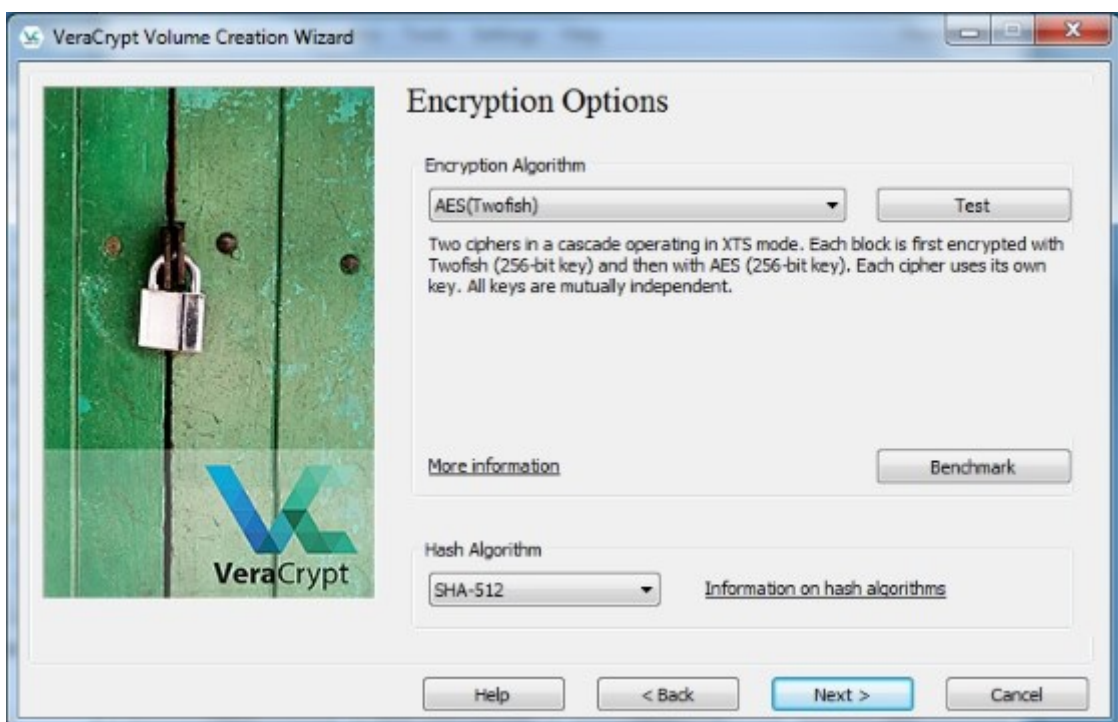 VeraCrypt Volume Creation Wizard
Encryption Options
Encryption Algorithm
AES(Twofish)
Test
Two ciphers in a cascade operating in XTS mode. Each block is first encrypted with
Twofish (256-bit key) and then with AES (256-bit key). Each cipher uses its own
key. All keys are mutually independent.
More information
Benchmark
VeraCrypt
Hash Algorithm
SHA-512
Information on hash algorithms
Help
< Back
Next >
Cancel